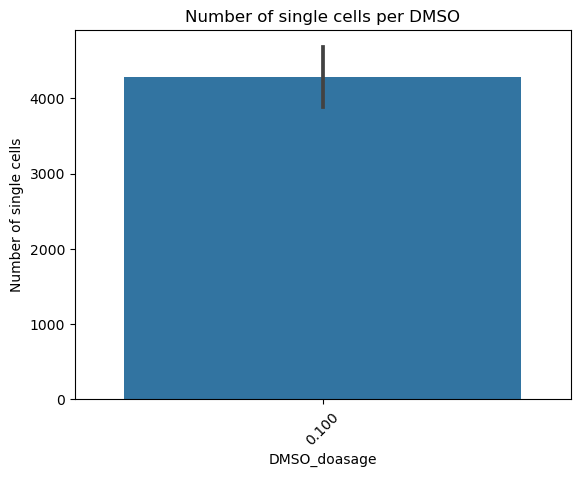 Number of single cells per DMSO
Number of single cells
4000
3000
2000
1000
0
0.100
DMSO_doasage